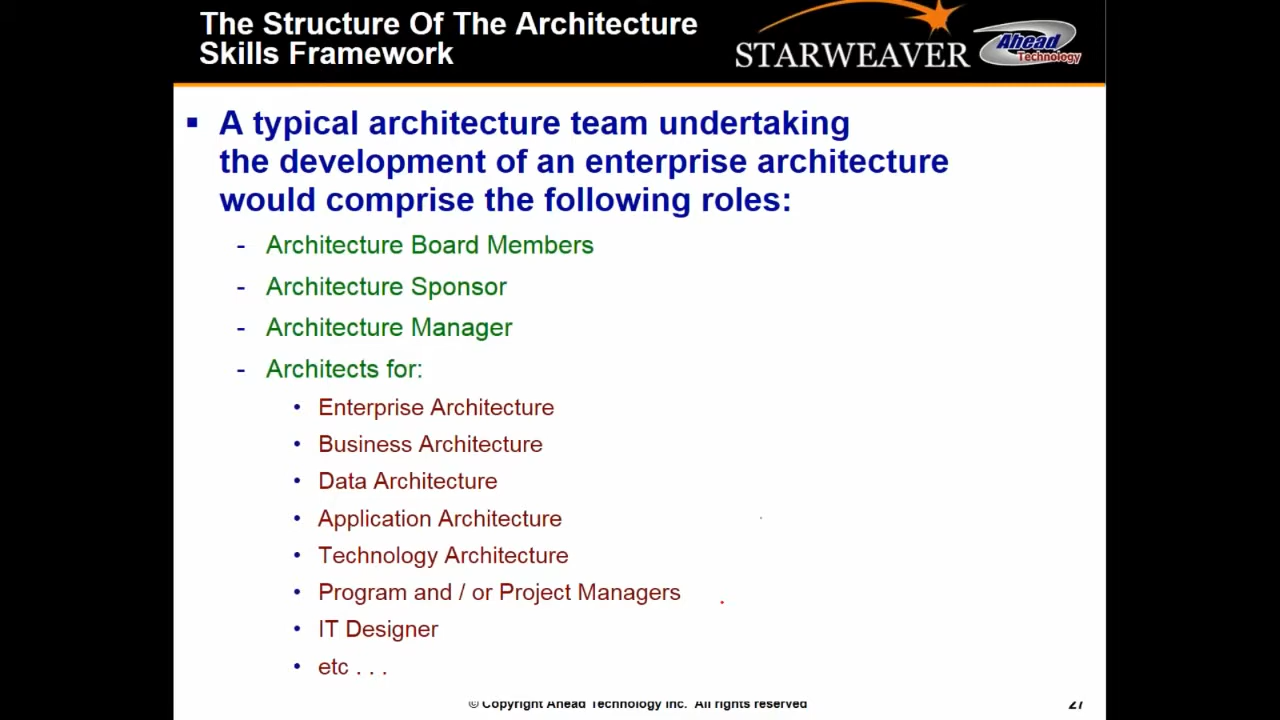 The Structure Of The Architecture
Skills Framework
STARWEAVER
Ahead
Technology
▪ A typical architecture team undertaking
the development of an enterprise architecture
would comprise the following roles:
- Architecture Board Members
- Architecture Sponsor
- Architecture Manager
- Architects for:
• Enterprise Architecture
• Business Architecture
• Data Architecture
• Application Architecture
• Technology Architecture
• Program and / or Project Managers
• IT Designer
• etc . . .
© Copyright Ahead Technology Inc. All rights reserved
27